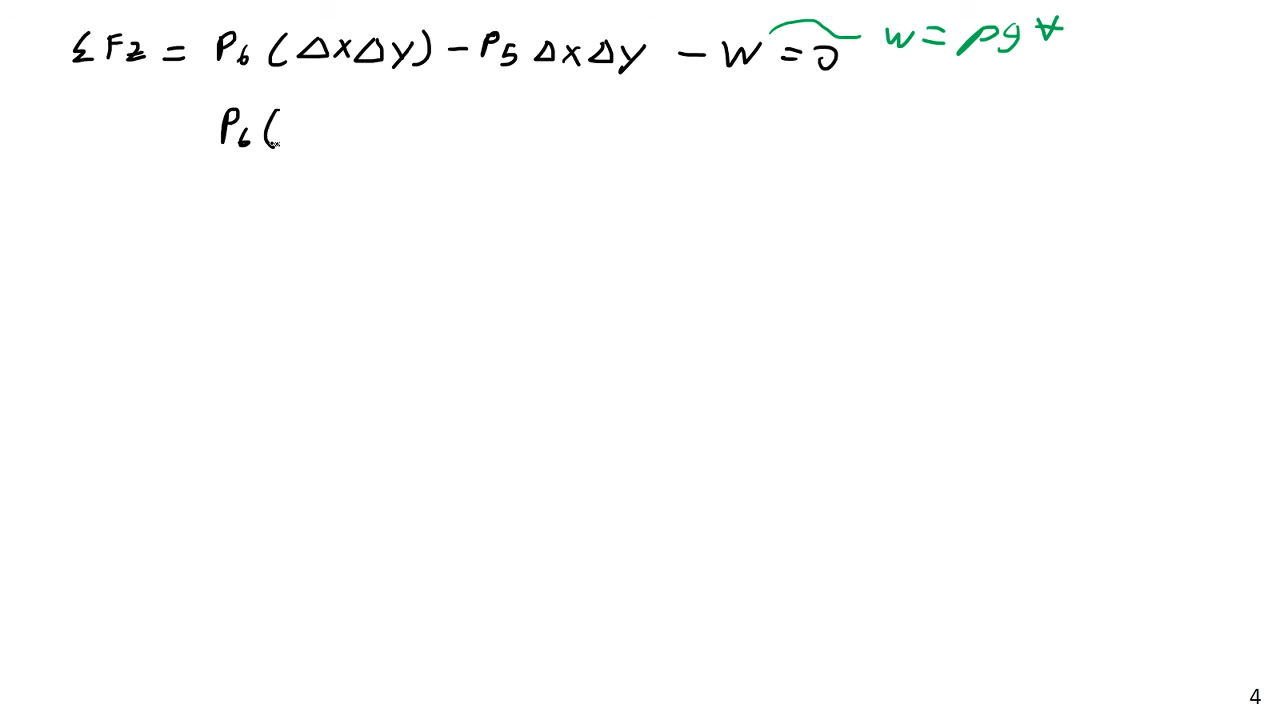 ΣFz = P₆ (ΔxΔy) - P₅ ΔxΔy - W = 0 w = ρg∀
P₆ (
4